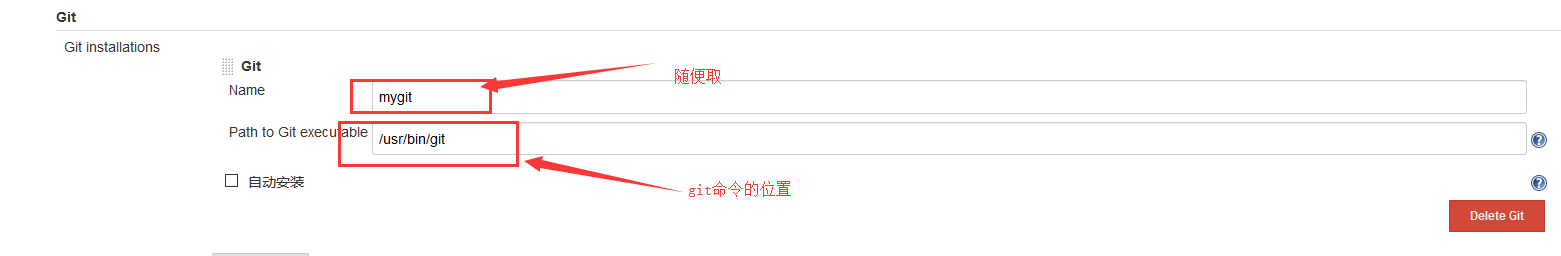 Git
Git installations
Git
Name
mygit
随便取
Path to Git executable
/usr/bin/git
自动安装
git命令的位置
Delete Git